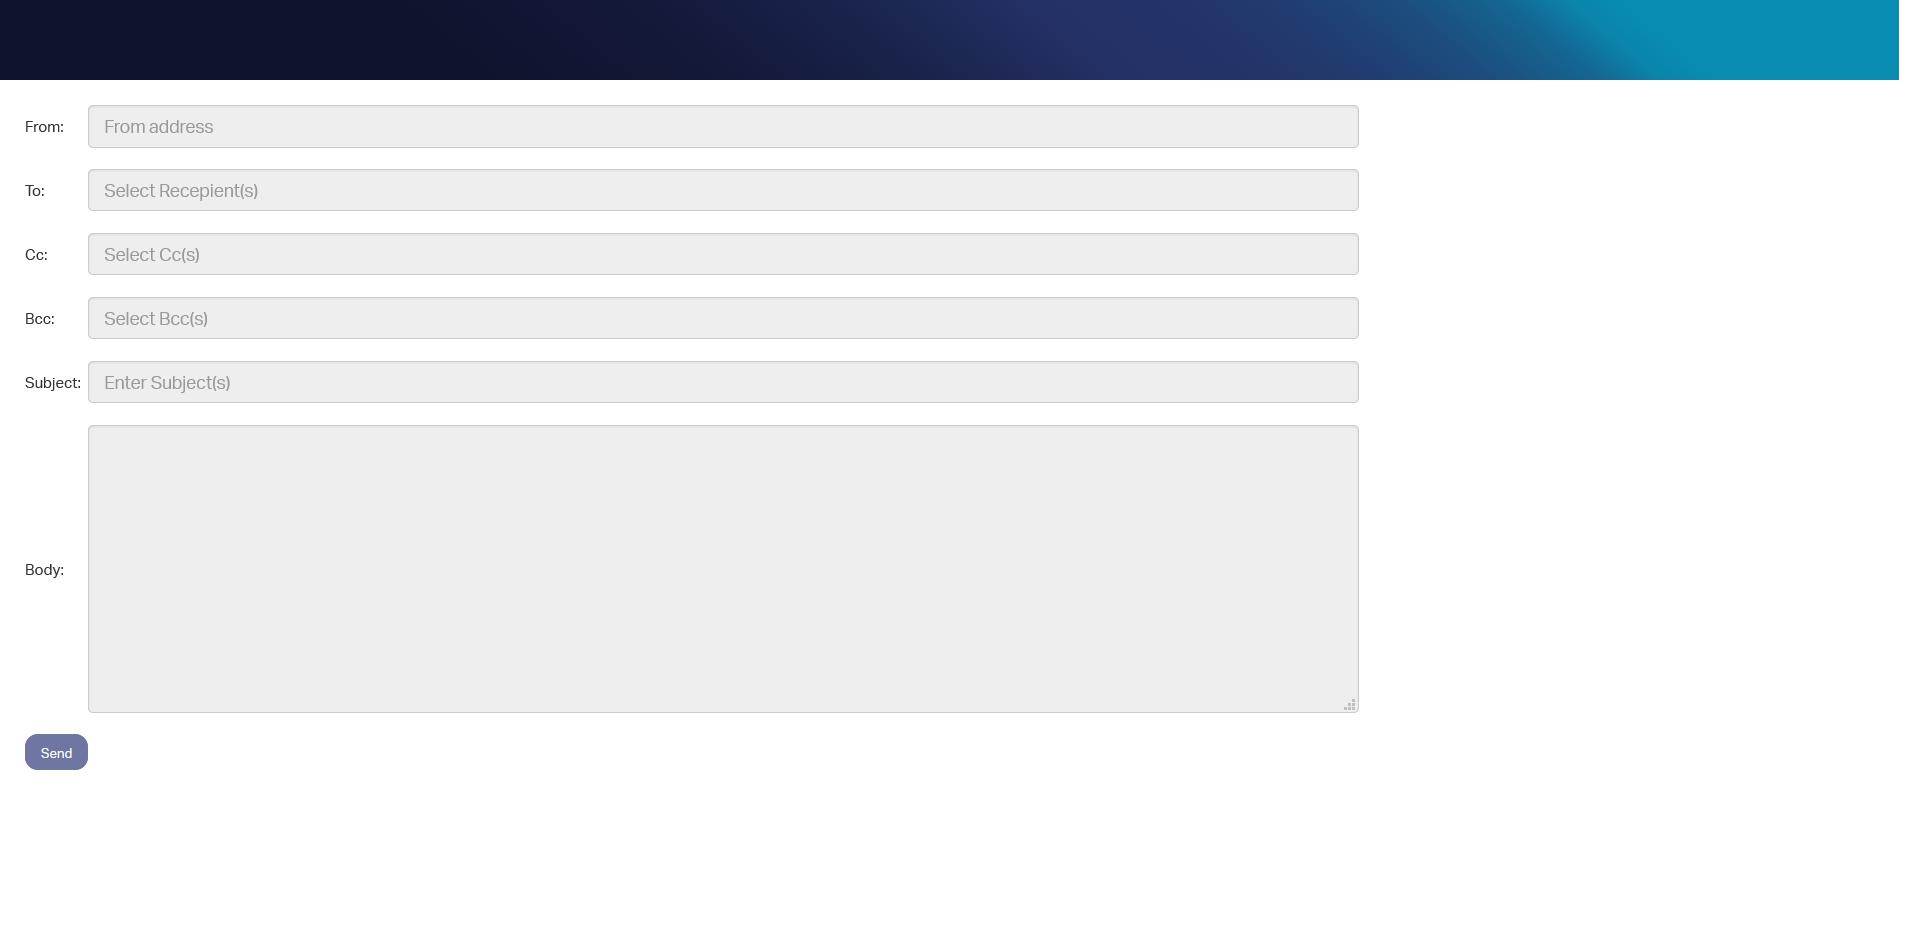 From: From address
To: Select Recepient(s)
Cc: Select Cc(s)
Bcc: Select Bcc(s)
Subject: Enter Subject(s)
Body:
Send